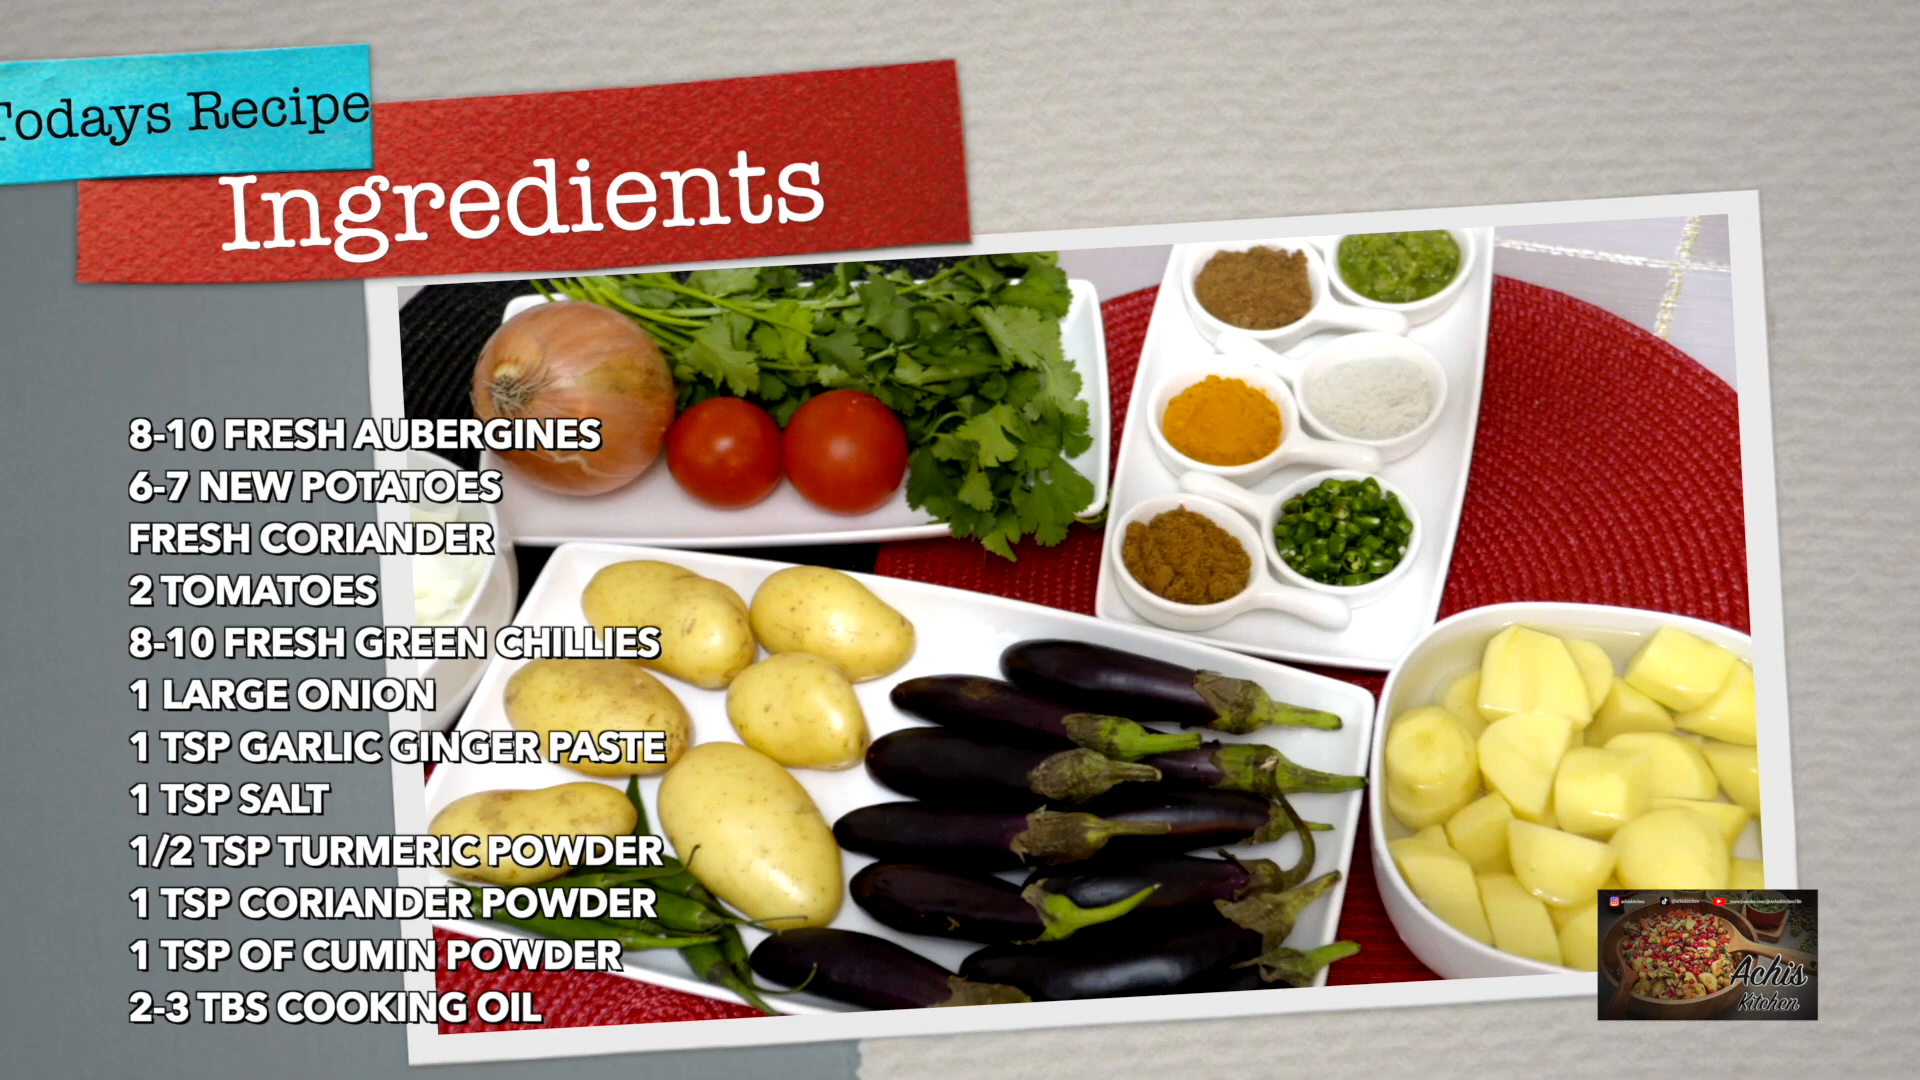 Todays Recipe
Ingredients
8-10 FRESH AUBERGINES
6-7 NEW POTATOES
FRESH CORIANDER
2 TOMATOES
8-10 FRESH GREEN CHILLIES
1 LARGE ONION
1 TSP GARLIC GINGER PASTE
1 TSP SALT
1/2 TSP TURMERIC POWDER
1 TSP CORIANDER POWDER
1 TSP OF CUMIN POWDER
2-3 TBS COOKING OIL
Achis
Kitchen